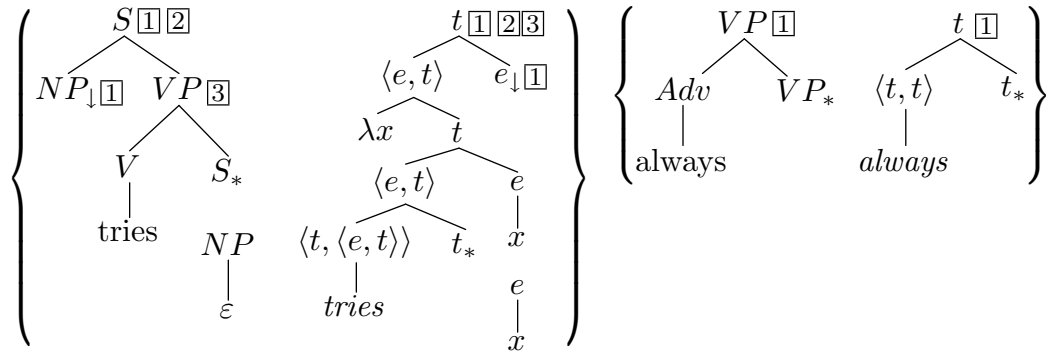 S 1 2 t 1 2 3 VP 1 t 1
NP↓ 1 VP 3 ⟨e, t⟩ e↓ 1 Adv VP* ⟨t, t⟩ t*
λx t
V S* ⟨e, t⟩ e always always
tries NP ⟨t, ⟨e, t⟩⟩ t* x
ε tries e
x